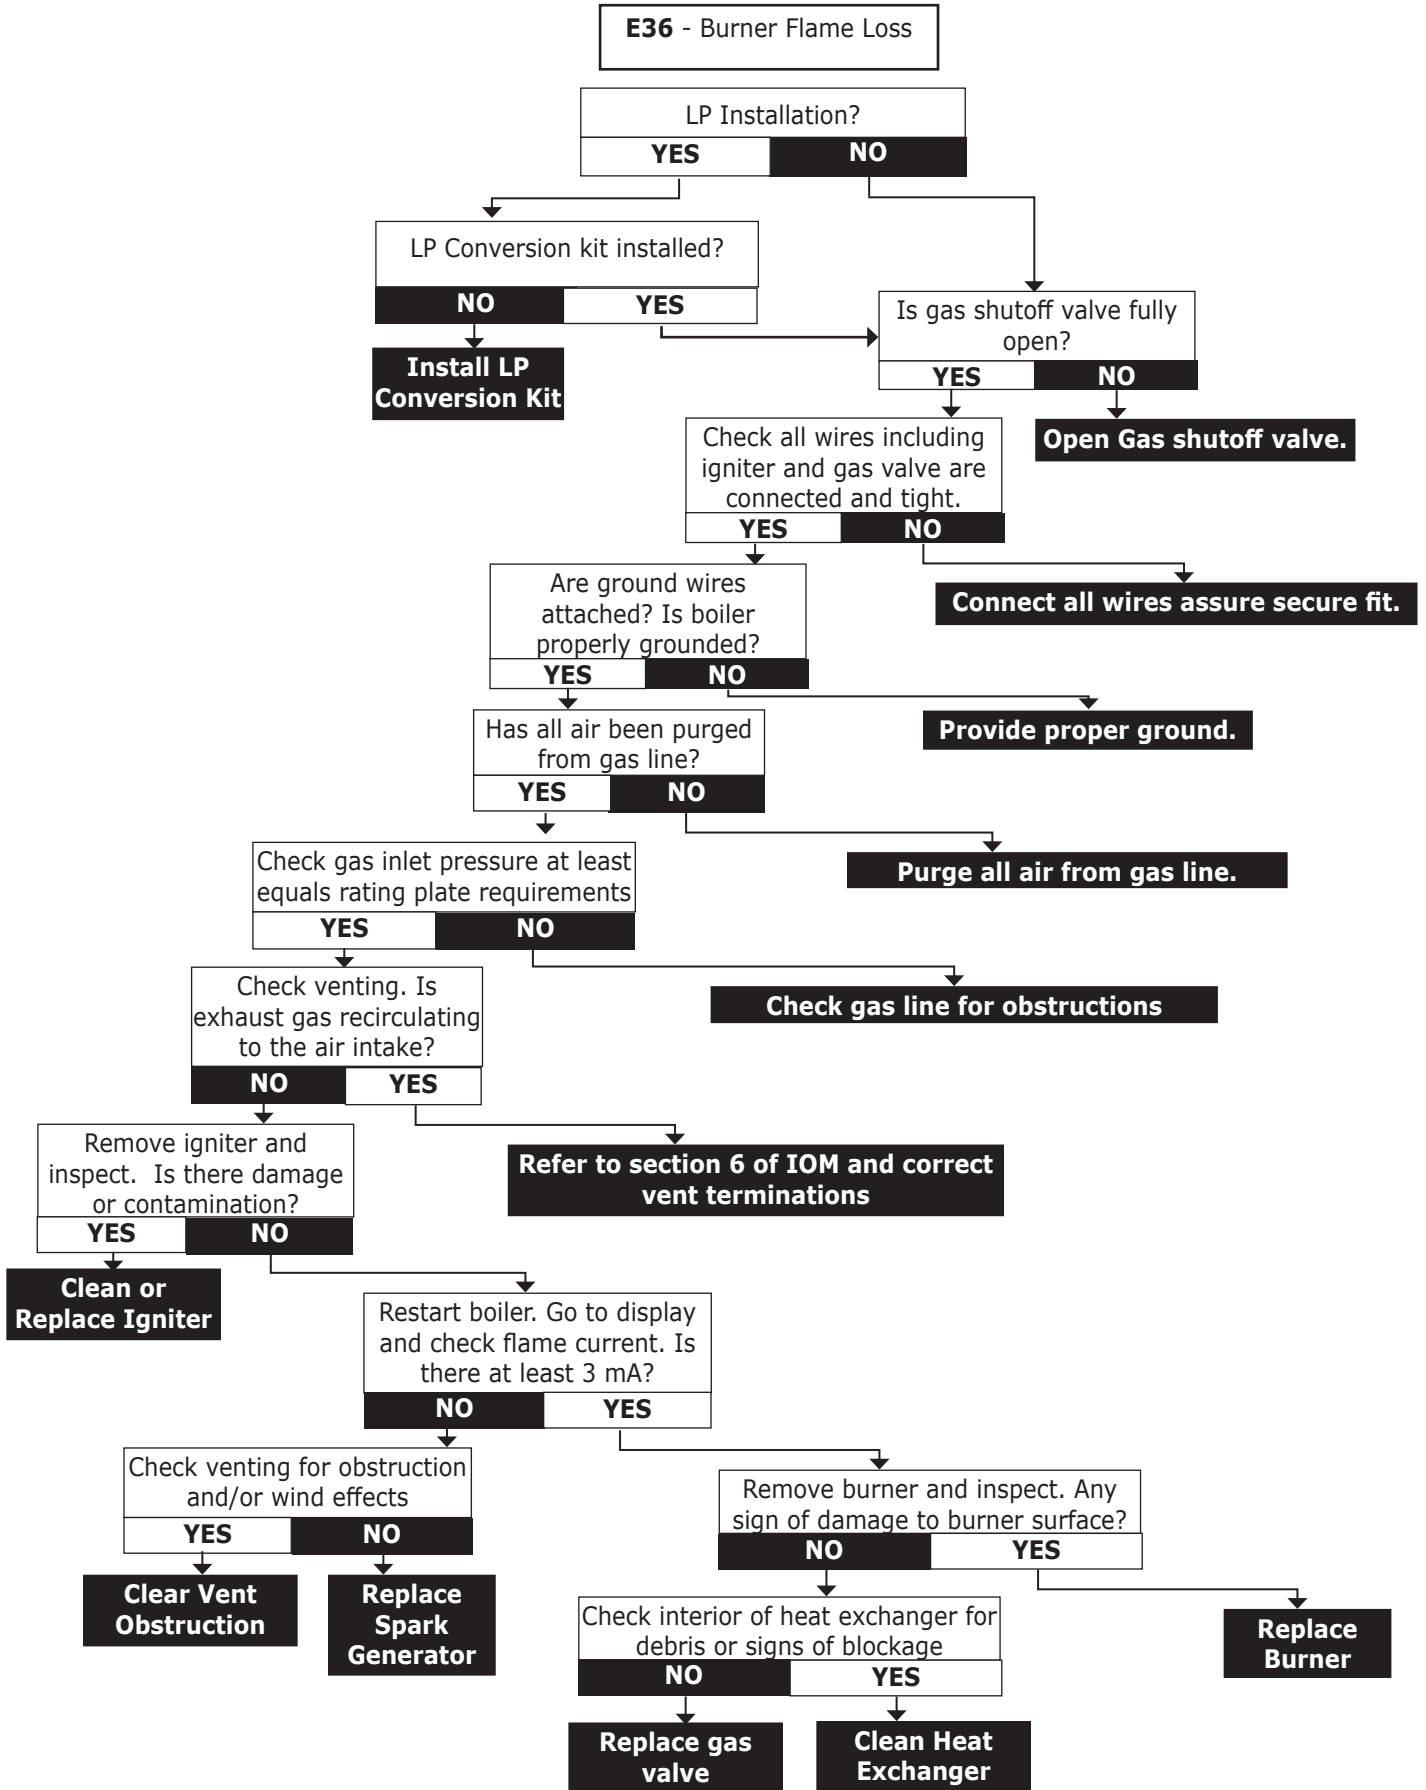 E36 - Burner Flame Loss
LP Installation?
YES
NO
LP Conversion kit installed?
NO
YES
Install LP
Conversion Kit
Is gas shutoff valve fully
open?
YES
NO
Open Gas shutoff valve.
Check all wires including
igniter and gas valve are
connected and tight.
YES
NO
Connect all wires assure secure fit.
Are ground wires
attached? Is boiler
properly grounded?
YES
NO
Provide proper ground.
Has all air been purged
from gas line?
YES
NO
Purge all air from gas line.
Check gas inlet pressure at least
equals rating plate requirements
YES
NO
Check gas line for obstructions
Check venting. Is
exhaust gas recirculating
to the air intake?
NO
YES
Refer to section 6 of IOM and correct
vent terminations
Remove igniter and
inspect. Is there damage
or contamination?
YES
NO
Clean or
Replace Igniter
Restart boiler. Go to display
and check flame current. Is
there at least 3 mA?
NO
YES
Check venting for obstruction
and/or wind effects
YES
NO
Clear Vent
Obstruction
Replace
Spark
Generator
Remove burner and inspect. Any
sign of damage to burner surface?
NO
YES
Replace
Burner
Check interior of heat exchanger for
debris or signs of blockage
NO
YES
Replace gas
valve
Clean Heat
Exchanger